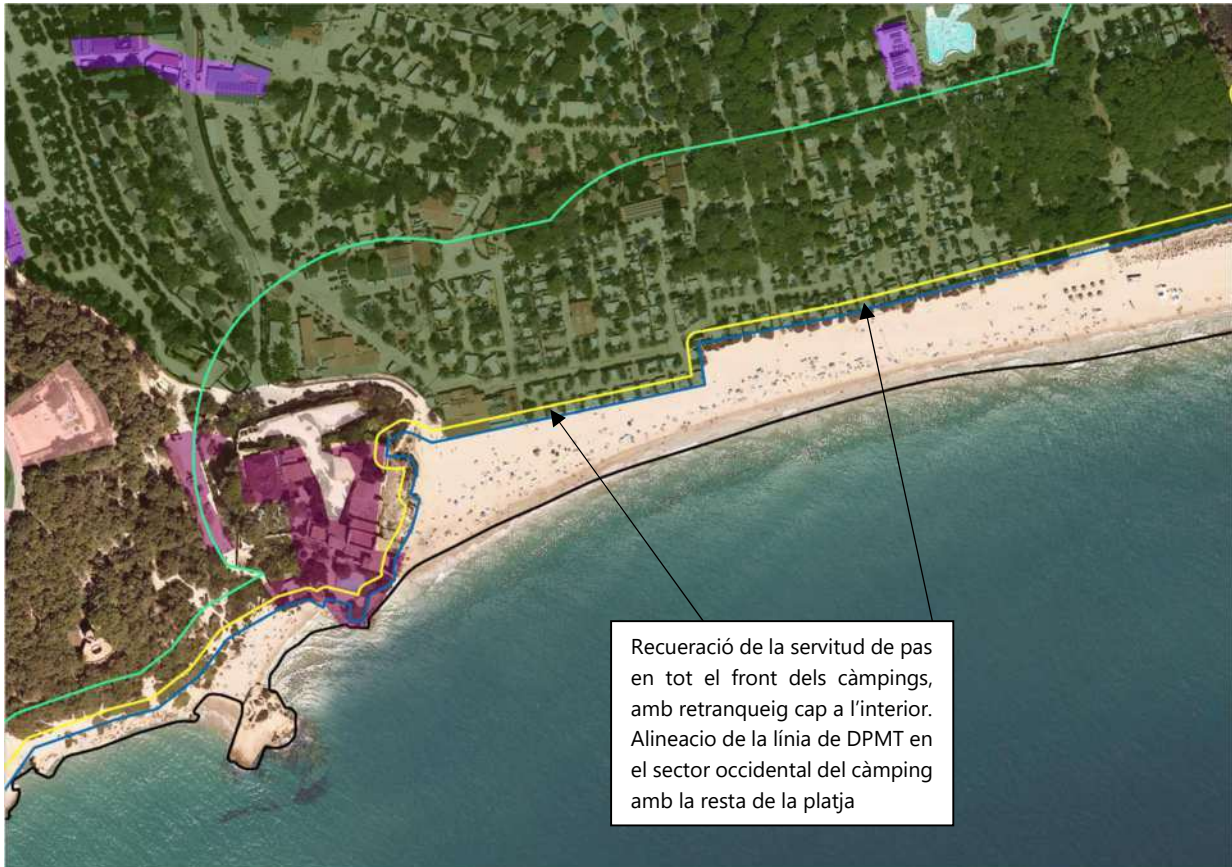 Recueració de la servitud de pas
en tot el front dels càmpings,
amb retranqueig cap a l'interior.
Alineacio de la línia de DPMT en
el sector occidental del càmping
amb la resta de la platja